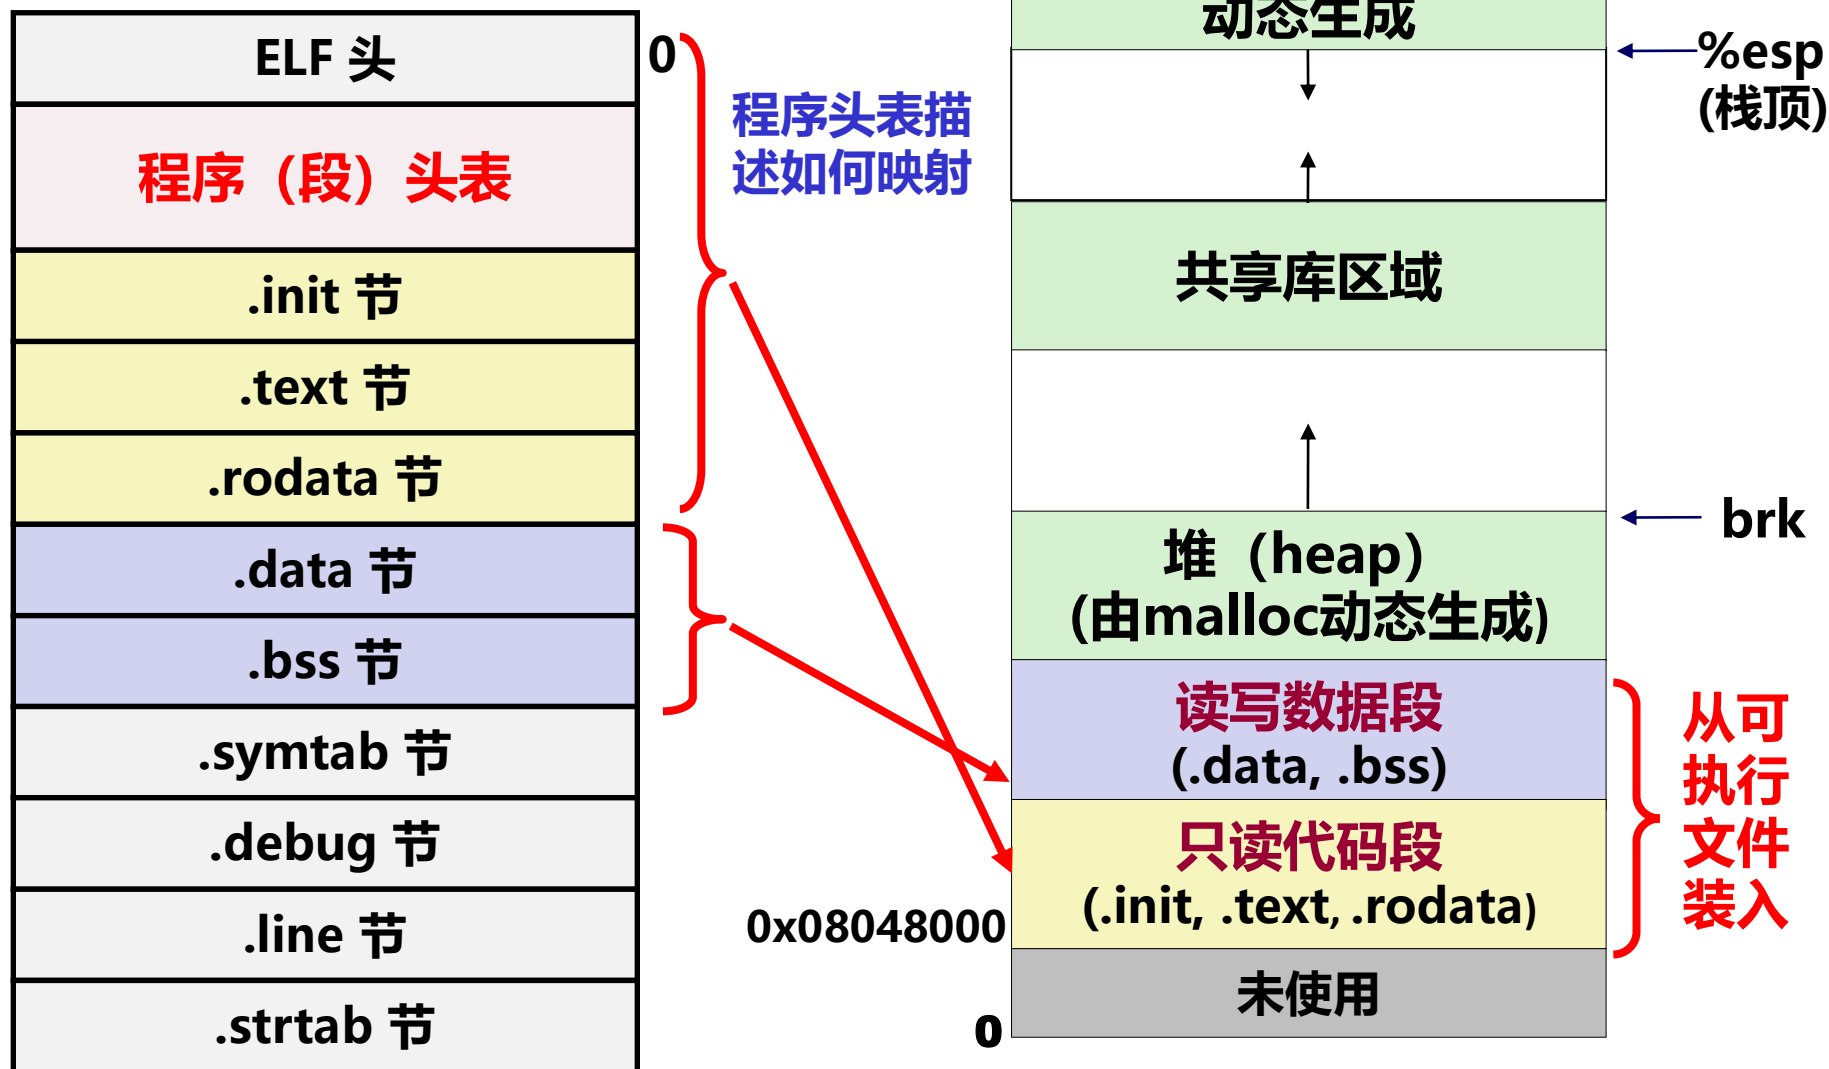 ELF 头
0
程序（段）头表
.init 节
.text 节
.rodata 节
.data 节
.bss 节
.symtab 节
.debug 节
.line 节
.strtab 节
程序头表描
述如何映射
动态生成
%esp
(栈顶)
共享库区域
brk
堆（heap）
(由malloc动态生成)
读写数据段
(.data, .bss)
只读代码段
(.init, .text, .rodata)
0x08048000
未使用
0
从可
执行
文件
装入